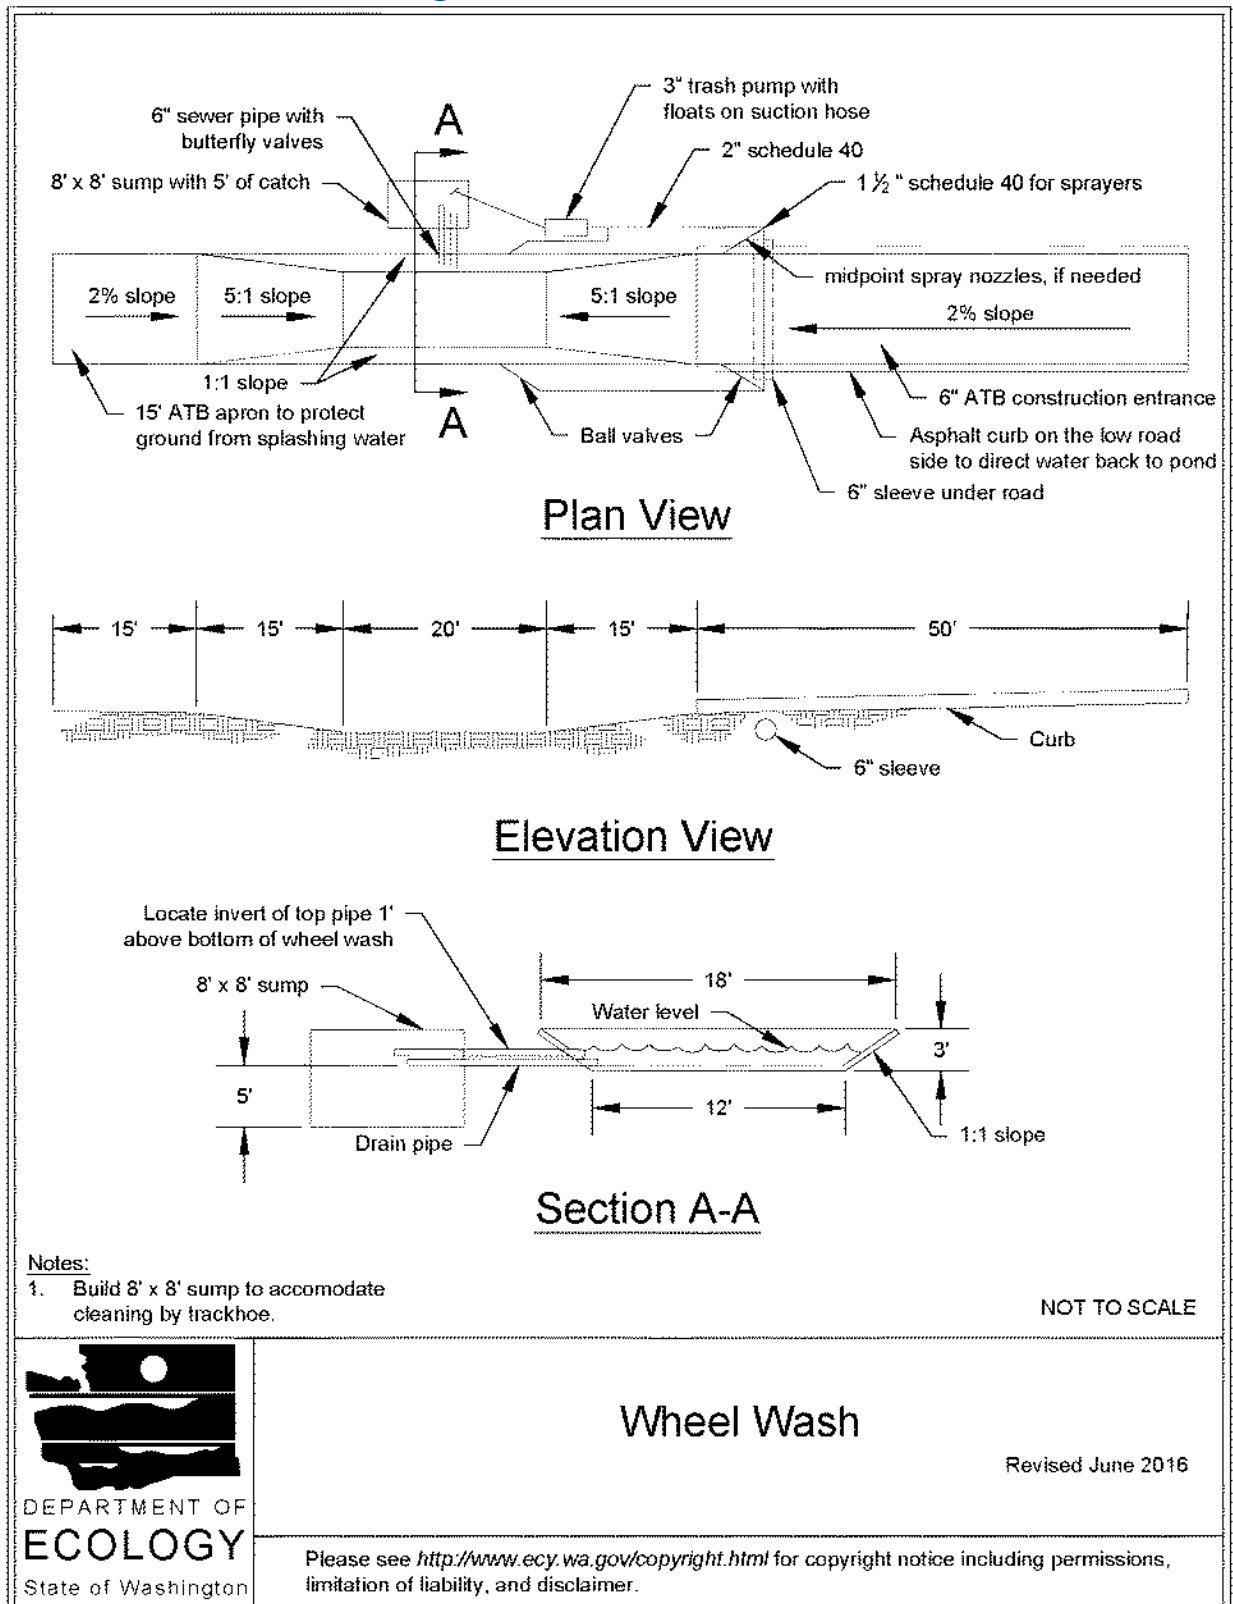 6" sewer pipe with
butterfly valves
8' x 8' sump with 5' of catch
A
3" trash pump with
floats on suction hose
2" schedule 40
1 ½ " schedule 40 for sprayers
midpoint spray nozzles, if needed
2% slope
5:1 slope
5:1 slope
2% slope
1:1 slope
15' ATB apron to protect
ground from splashing water
A
Ball valves
6" ATB construction entrance
Asphalt curb on the low road
side to direct water back to pond
6" sleeve under road
Plan View
15'
15'
20'
15'
50'
Curb
6" sleeve
Elevation View
Locate invert of top pipe 1'
above bottom of wheel wash
8' x 8' sump
18'
Water level
3'
5'
12'
Drain pipe
1:1 slope
Section A-A
Notes:
1. Build 8' x 8' sump to accomodate
cleaning by trackhoe.
NOT TO SCALE
DEPARTMENT OF
ECOLOGY
State of Washington
Wheel Wash
Revised June 2016
Please see http://www.ecy.wa.gov/copyright.html for copyright notice including permissions,
limitation of liability, and disclaimer.